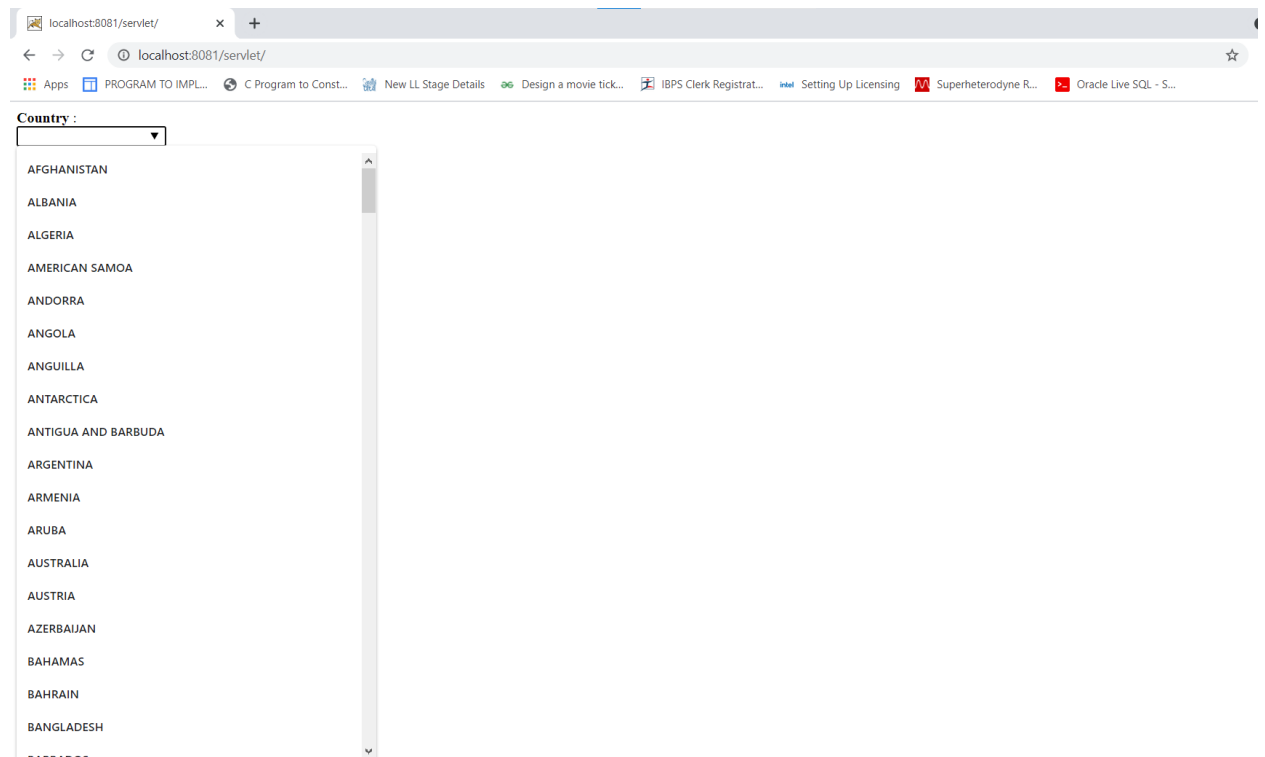 localhost:8081/servlet/
localhost:8081/servlet/
Apps PROGRAM TO IMPL... C Program to Const... New LL Stage Details Design a movie tick... IBPS Clerk Registrat... intel Setting Up Licensing Superheterodyne R... Oracle Live SQL - S...
Country :
AFGHANISTAN
ALBANIA
ALGERIA
AMERICAN SAMOA
ANDORRA
ANGOLA
ANGUILLA
ANTARCTICA
ANTIGUA AND BARBUDA
ARGENTINA
ARMENIA
ARUBA
AUSTRALIA
AUSTRIA
AZERBAIJAN
BAHAMAS
BAHRAIN
BANGLADESH